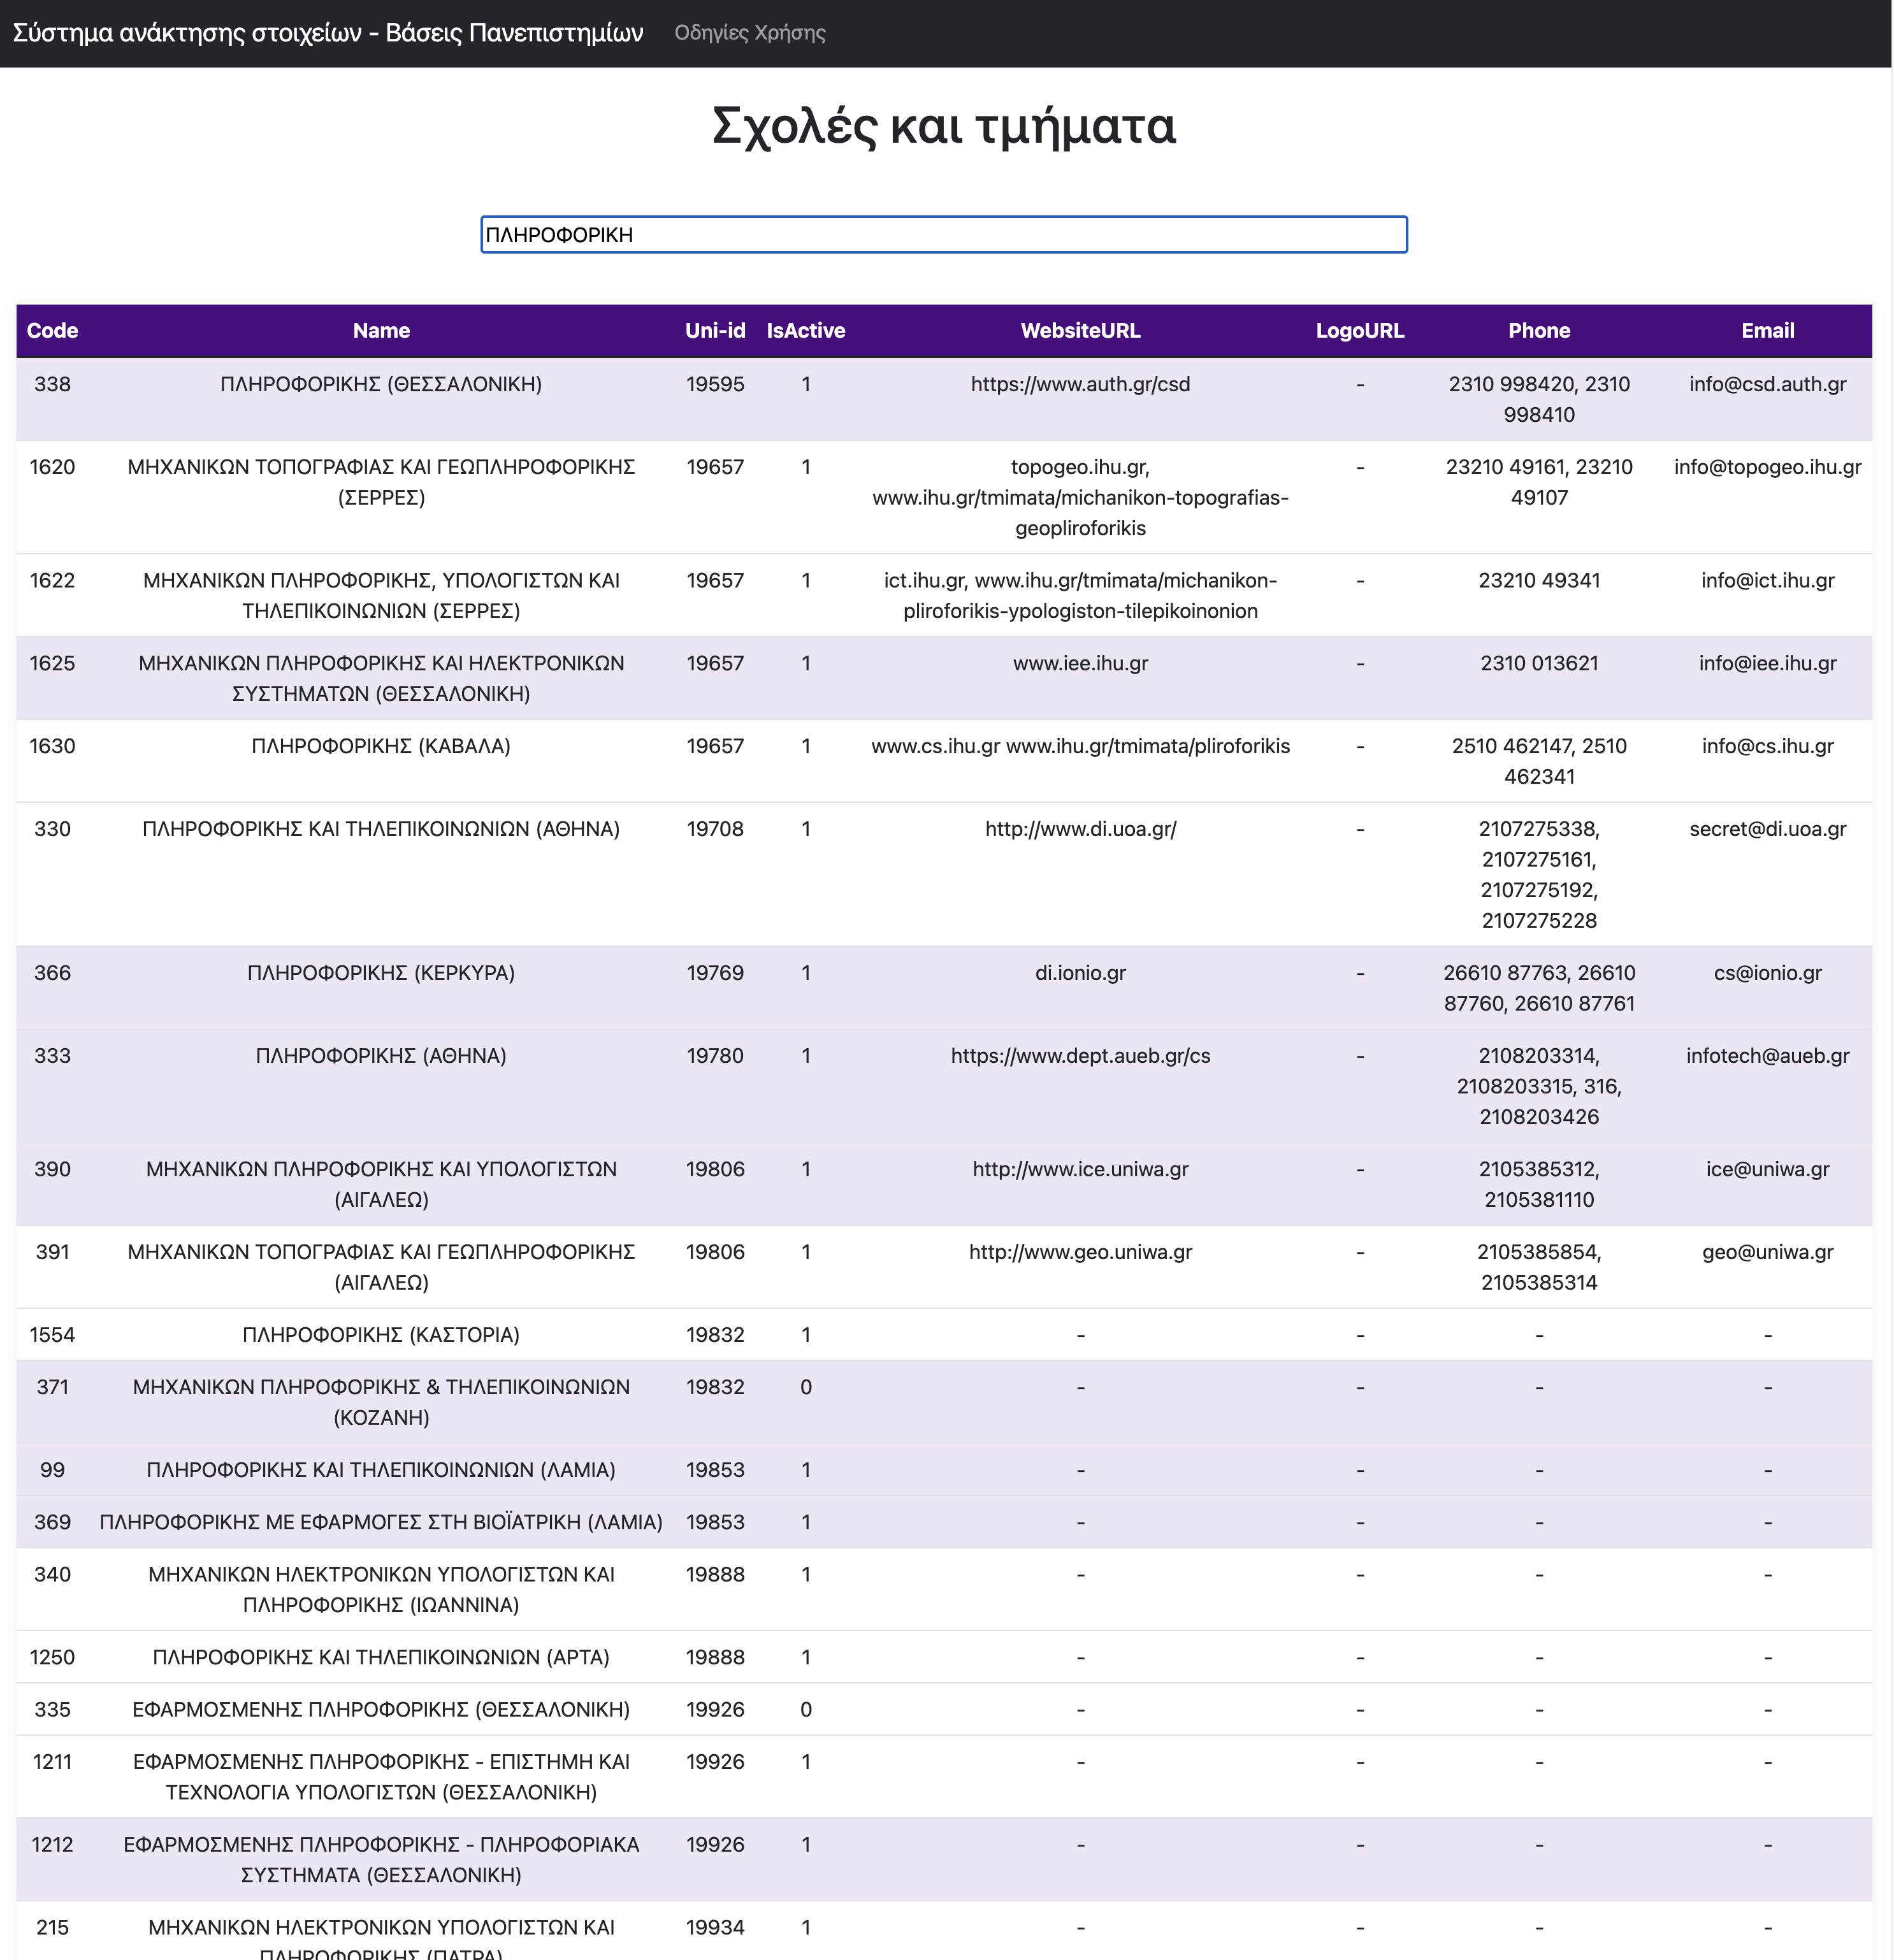 Σύστημα ανάκτησης στοιχείων - Βάσεις Πανεπιστημίων Οδηγίες Χρήσης
Σχολές και τμήματα
ΠΛΗΡΟΦΟΡΙΚΗ
Code Name Uni-id IsActive WebsiteURL LogoURL Phone Email
338 ΠΛΗΡΟΦΟΡΙΚΗΣ (ΘΕΣΣΑΛΟΝΙΚΗ) 19595 1 https://www.auth.gr/csd - 2310 998420, 2310 info@csd.auth.gr
998410
1620 ΜΗΧΑΝΙΚΩΝ ΤΟΠΟΓΡΑΦΙΑΣ ΚΑΙ ΓΕΩΠΛΗΡΟΦΟΡΙΚΗΣ 19657 1 topogeo.ihu.gr, - 23210 49161, 23210 info@topogeo.ihu.gr
(ΣΕΡΡΕΣ) www.ihu.gr/tmimata/michanikon-topografias- 49107
geopliroforikis
1622 ΜΗΧΑΝΙΚΩΝ ΠΛΗΡΟΦΟΡΙΚΗΣ, ΥΠΟΛΟΓΙΣΤΩΝ ΚΑΙ 19657 1 ict.ihu.gr, www.ihu.gr/tmimata/michanikon- - 23210 49341 info@ict.ihu.gr
ΤΗΛΕΠΙΚΟΙΝΩΝΙΩΝ (ΣΕΡΡΕΣ) pliroforikis-ypologiston-tilepikoinonion
1625 ΜΗΧΑΝΙΚΩΝ ΠΛΗΡΟΦΟΡΙΚΗΣ ΚΑΙ ΗΛΕΚΤΡΟΝΙΚΩΝ 19657 1 www.iee.ihu.gr - 2310 013621 info@iee.ihu.gr
ΣΥΣΤΗΜΑΤΩΝ (ΘΕΣΣΑΛΟΝΙΚΗ)
1630 ΠΛΗΡΟΦΟΡΙΚΗΣ (ΚΑΒΑΛΑ) 19657 1 www.cs.ihu.gr www.ihu.gr/tmimata/pliroforikis - 2510 462147, 2510 info@cs.ihu.gr
462341
330 ΠΛΗΡΟΦΟΡΙΚΗΣ ΚΑΙ ΤΗΛΕΠΙΚΟΙΝΩΝΙΩΝ (ΑΘΗΝΑ) 19708 1 http://www.di.uoa.gr/ - 2107275338, secret@di.uoa.gr
2107275161,
2107275192,
2107275228
366 ΠΛΗΡΟΦΟΡΙΚΗΣ (ΚΕΡΚΥΡΑ) 19769 1 di.ionio.gr - 26610 87763, 26610 cs@ionio.gr
87760, 26610 87761
333 ΠΛΗΡΟΦΟΡΙΚΗΣ (ΑΘΗΝΑ) 19780 1 https://www.dept.aueb.gr/cs - 2108203314, infotech@aueb.gr
2108203315, 316,
2108203426
390 ΜΗΧΑΝΙΚΩΝ ΠΛΗΡΟΦΟΡΙΚΗΣ ΚΑΙ ΥΠΟΛΟΓΙΣΤΩΝ 19806 1 http://www.ice.uniwa.gr - 2105385312, ice@uniwa.gr
(ΑΙΓΑΛΕΩ) 2105381110
391 ΜΗΧΑΝΙΚΩΝ ΤΟΠΟΓΡΑΦΙΑΣ ΚΑΙ ΓΕΩΠΛΗΡΟΦΟΡΙΚΗΣ 19806 1 http://www.geo.uniwa.gr - 2105385854, geo@uniwa.gr
(ΑΙΓΑΛΕΩ) 2105385314
1554 ΠΛΗΡΟΦΟΡΙΚΗΣ (ΚΑΣΤΟΡΙΑ) 19832 1 - - - -
371 ΜΗΧΑΝΙΚΩΝ ΠΛΗΡΟΦΟΡΙΚΗΣ & ΤΗΛΕΠΙΚΟΙΝΩΝΙΩΝ 19832 0 - - - -
(ΚΟΖΑΝΗ)
99 ΠΛΗΡΟΦΟΡΙΚΗΣ ΚΑΙ ΤΗΛΕΠΙΚΟΙΝΩΝΙΩΝ (ΛΑΜΙΑ) 19853 1 - - - -
369 ΠΛΗΡΟΦΟΡΙΚΗΣ ΜΕ ΕΦΑΡΜΟΓΕΣ ΣΤΗ ΒΙΟΪΑΤΡΙΚΗ (ΛΑΜΙΑ) 19853 1 - - - -
340 ΜΗΧΑΝΙΚΩΝ ΗΛΕΚΤΡΟΝΙΚΩΝ ΥΠΟΛΟΓΙΣΤΩΝ ΚΑΙ 19888 1 - - - -
ΠΛΗΡΟΦΟΡΙΚΗΣ (ΙΩΑΝΝΙΝΑ)
1250 ΠΛΗΡΟΦΟΡΙΚΗΣ ΚΑΙ ΤΗΛΕΠΙΚΟΙΝΩΝΙΩΝ (ΑΡΤΑ) 19888 1 - - - -
335 ΕΦΑΡΜΟΣΜΕΝΗΣ ΠΛΗΡΟΦΟΡΙΚΗΣ (ΘΕΣΣΑΛΟΝΙΚΗ) 19926 0 - - - -
1211 ΕΦΑΡΜΟΣΜΕΝΗΣ ΠΛΗΡΟΦΟΡΙΚΗΣ - ΕΠΙΣΤΗΜΗ ΚΑΙ 19926 1 - - - -
ΤΕΧΝΟΛΟΓΙΑ ΥΠΟΛΟΓΙΣΤΩΝ (ΘΕΣΣΑΛΟΝΙΚΗ)
1212 ΕΦΑΡΜΟΣΜΕΝΗΣ ΠΛΗΡΟΦΟΡΙΚΗΣ - ΠΛΗΡΟΦΟΡΙΑΚΑ 19926 1 - - - -
ΣΥΣΤΗΜΑΤΑ (ΘΕΣΣΑΛΟΝΙΚΗ)
215 ΜΗΧΑΝΙΚΩΝ ΗΛΕΚΤΡΟΝΙΚΩΝ ΥΠΟΛΟΓΙΣΤΩΝ ΚΑΙ 19934 1 - - - -
ΠΛΗΡΟΦΟΡΙΚΗΣ (ΠΑΤΡΑ)